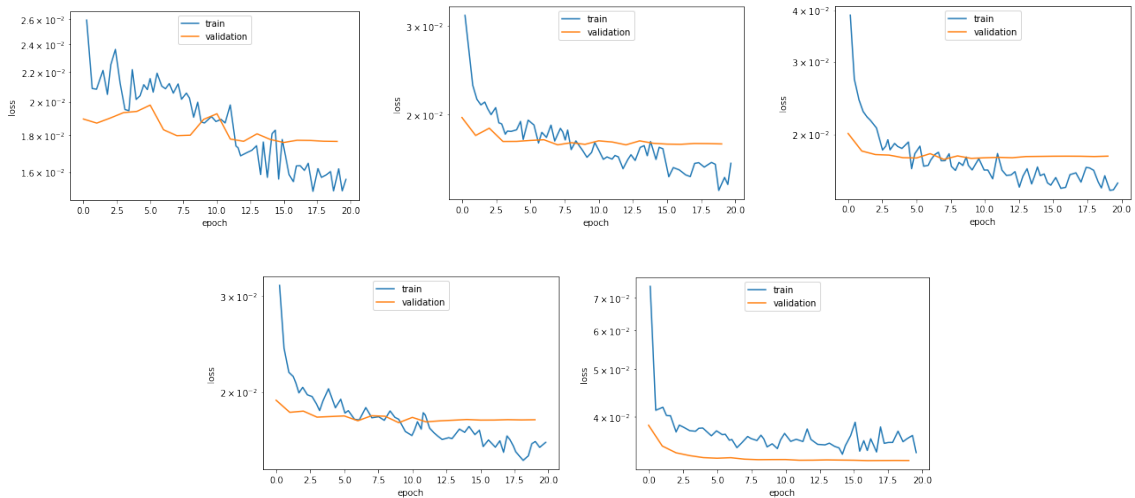 2.6 × 10⁻²
2.4 × 10⁻²
2.2 × 10⁻²
2 × 10⁻²
1.8 × 10⁻²
1.6 × 10⁻²
loss
train
validation
0.0 2.5 5.0 7.5 10.0 12.5 15.0 17.5 20.0
epoch
3 × 10⁻²
2 × 10⁻²
loss
train
validation
0.0 2.5 5.0 7.5 10.0 12.5 15.0 17.5 20.0
epoch
4 × 10⁻²
3 × 10⁻²
2 × 10⁻²
loss
train
validation
0.0 2.5 5.0 7.5 10.0 12.5 15.0 17.5 20.0
epoch
3 × 10⁻²
2 × 10⁻²
loss
train
validation
0.0 2.5 5.0 7.5 10.0 12.5 15.0 17.5 20.0
epoch
7 × 10⁻²
6 × 10⁻²
5 × 10⁻²
4 × 10⁻²
loss
train
validation
0.0 2.5 5.0 7.5 10.0 12.5 15.0 17.5 20.0
epoch